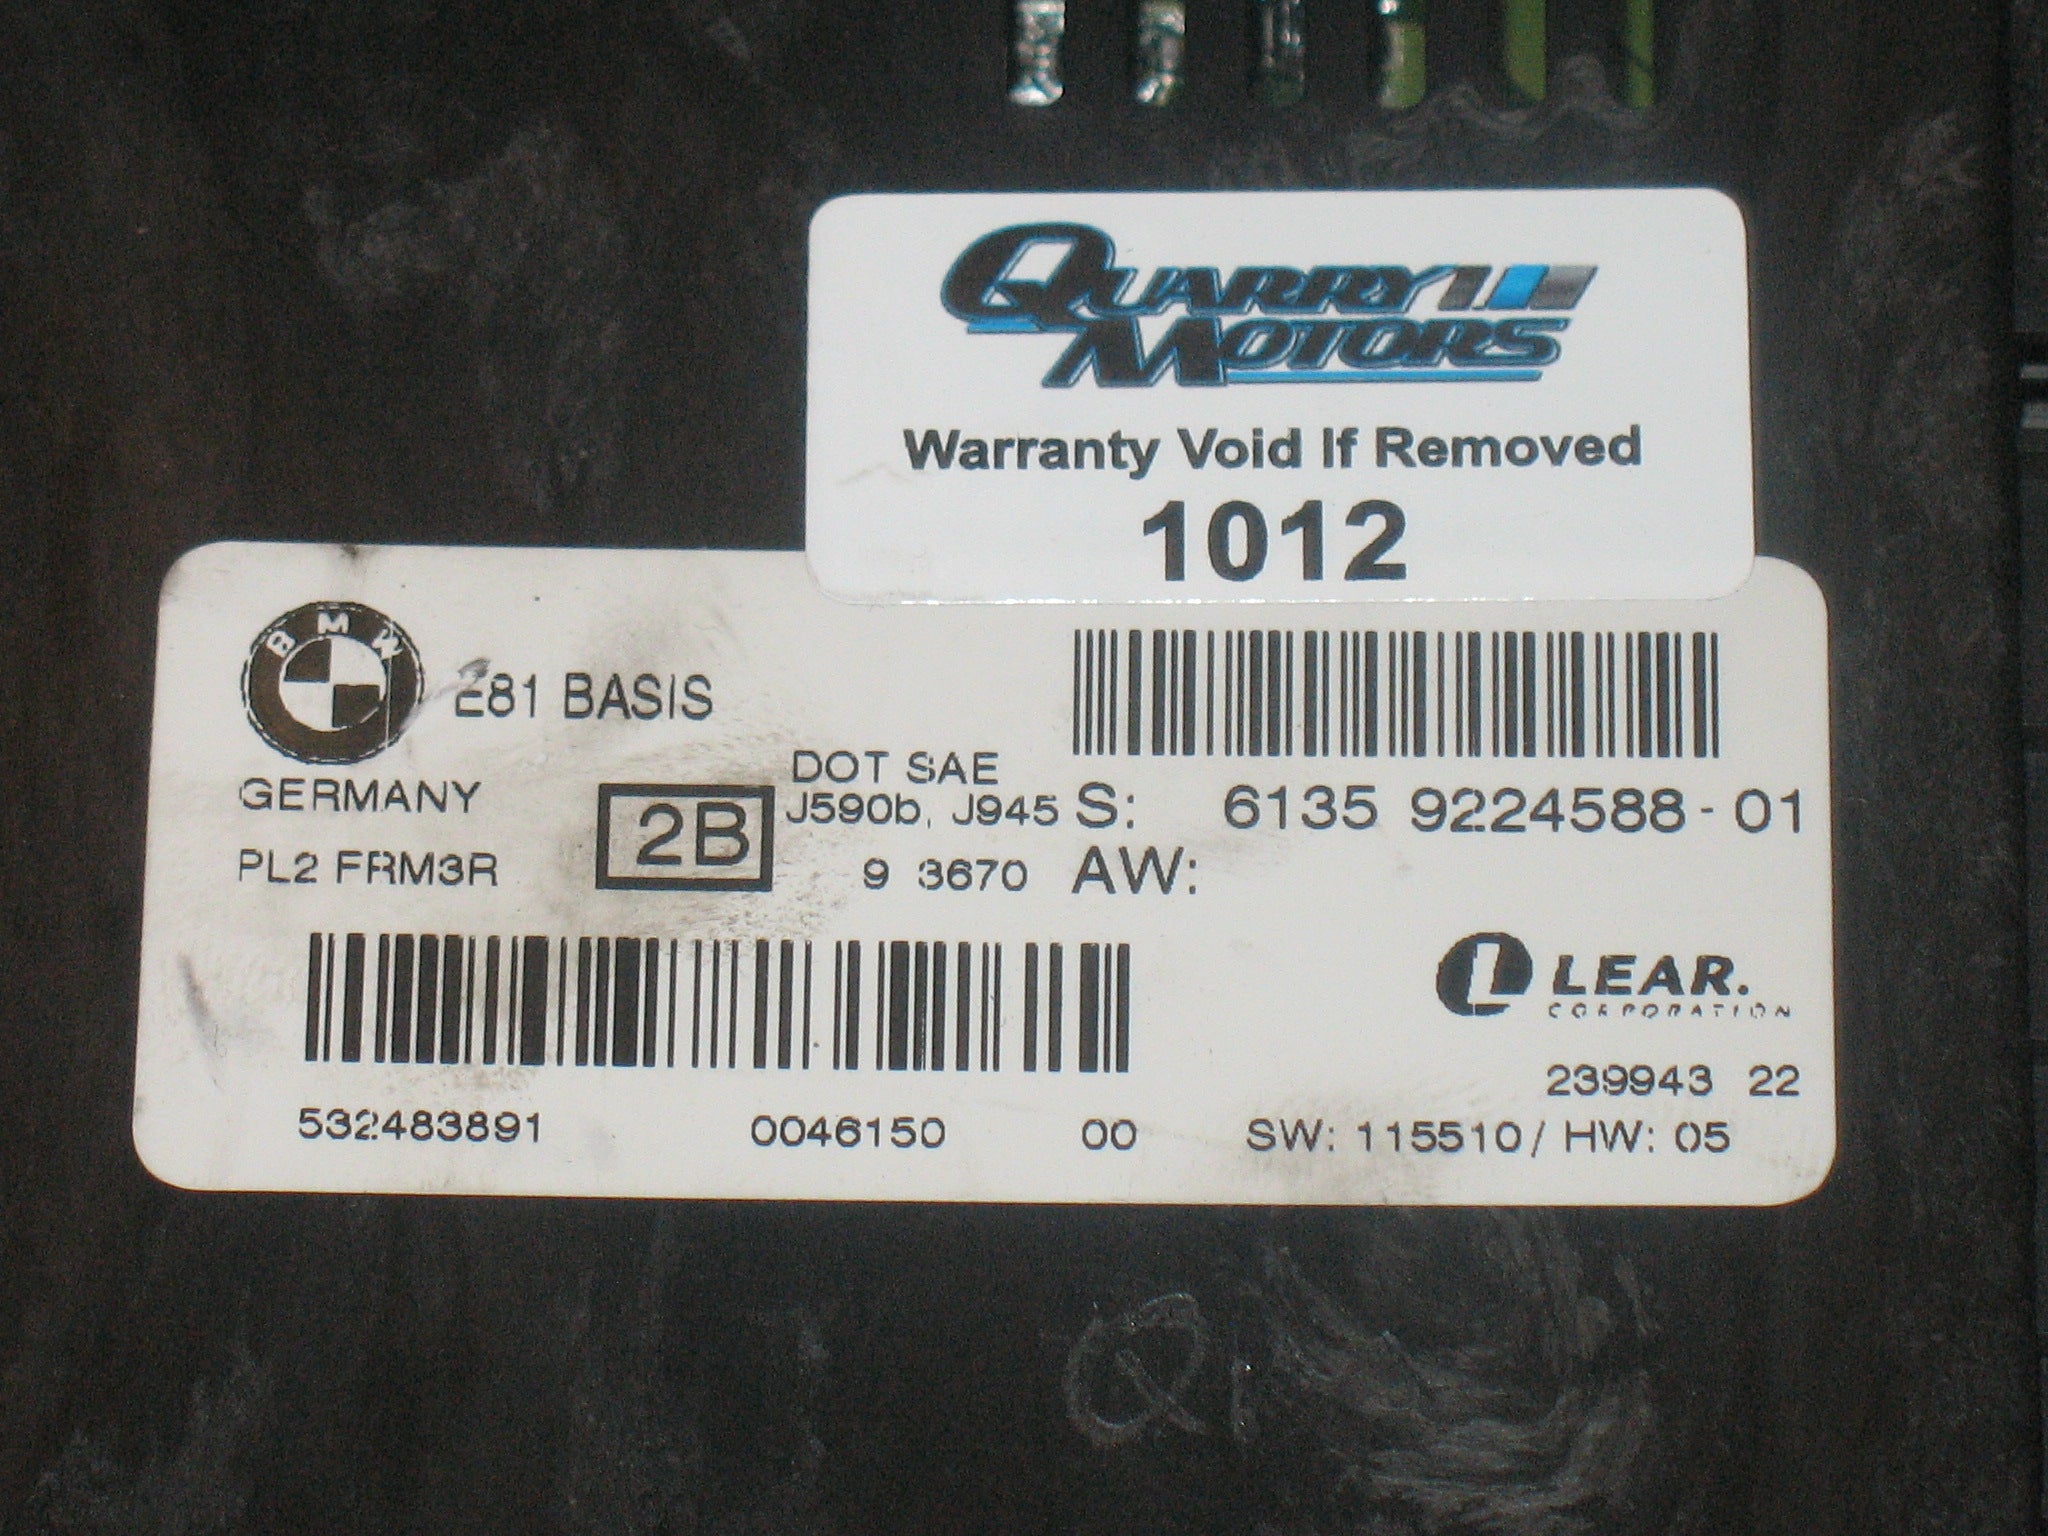 QUARRY MOTORS
Warranty Void If Removed
1012
BMW
E81 BASIS
GERMANY
PL2 FRM3R
2B
DOT SAE
J590b, J945
9 3670
S: 6135 9224588-01
AW:
LEAR.
CORPORATION
239943 22
532483891 0046150 00
SW: 115510/ HW: 05